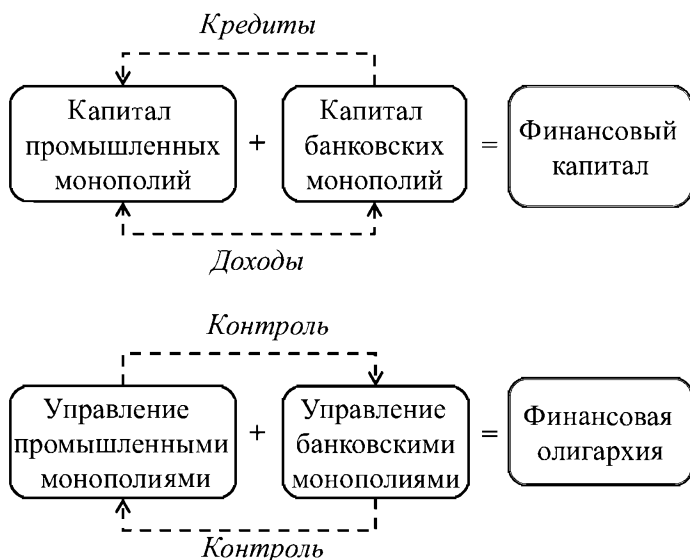 Кредиты
Капитал
промышленных
монополий
+
Капитал
банковских
монополий
=
Финансовый
капитал
Доходы
Контроль
Управление
промышленными
монополиями
+
Управление
банковскими
монополиями
=
Финансовая
олигархия
Контроль